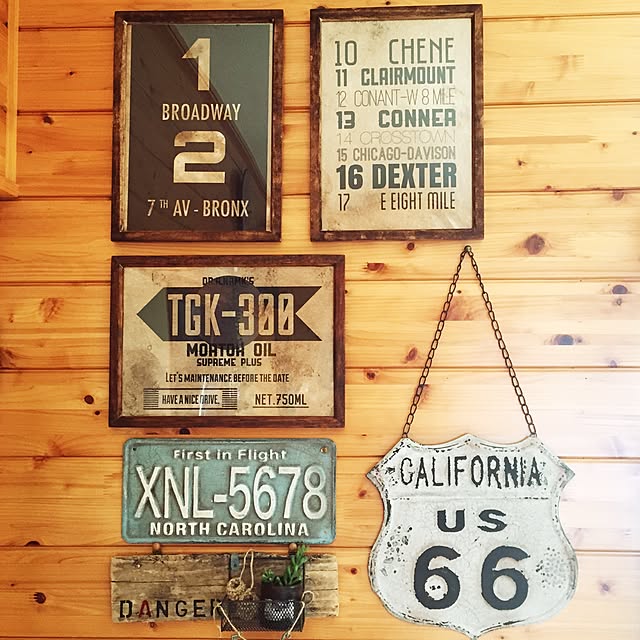 1
BROADWAY
2
7TH AV - BRONX
10 CHENE
11 CLAIRMOUNT
12 CONANT-W 8 MILE
13 CONNER
14 CROSSTOWN
15 CHICAGO-DAVISON
16 DEXTER
17 E EIGHT MILE
TGK-300
MORTOR OIL
SUPREME PLUS
LET'S MAINTENANCE BEFORE THE DATE
HAVE A NICE DRIVE.
NET.750ML
First in Flight
XNL-5678
NORTH CAROLINA
DANGER
CALIFORNIA
US
66